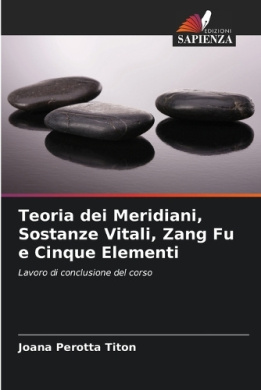 EDIZIONI
SAPIENZA
Teoria dei Meridiani,
Sostanze Vitali, Zang Fu
e Cinque Elementi
Lavoro di conclusione del corso
Joana Perotta Titon